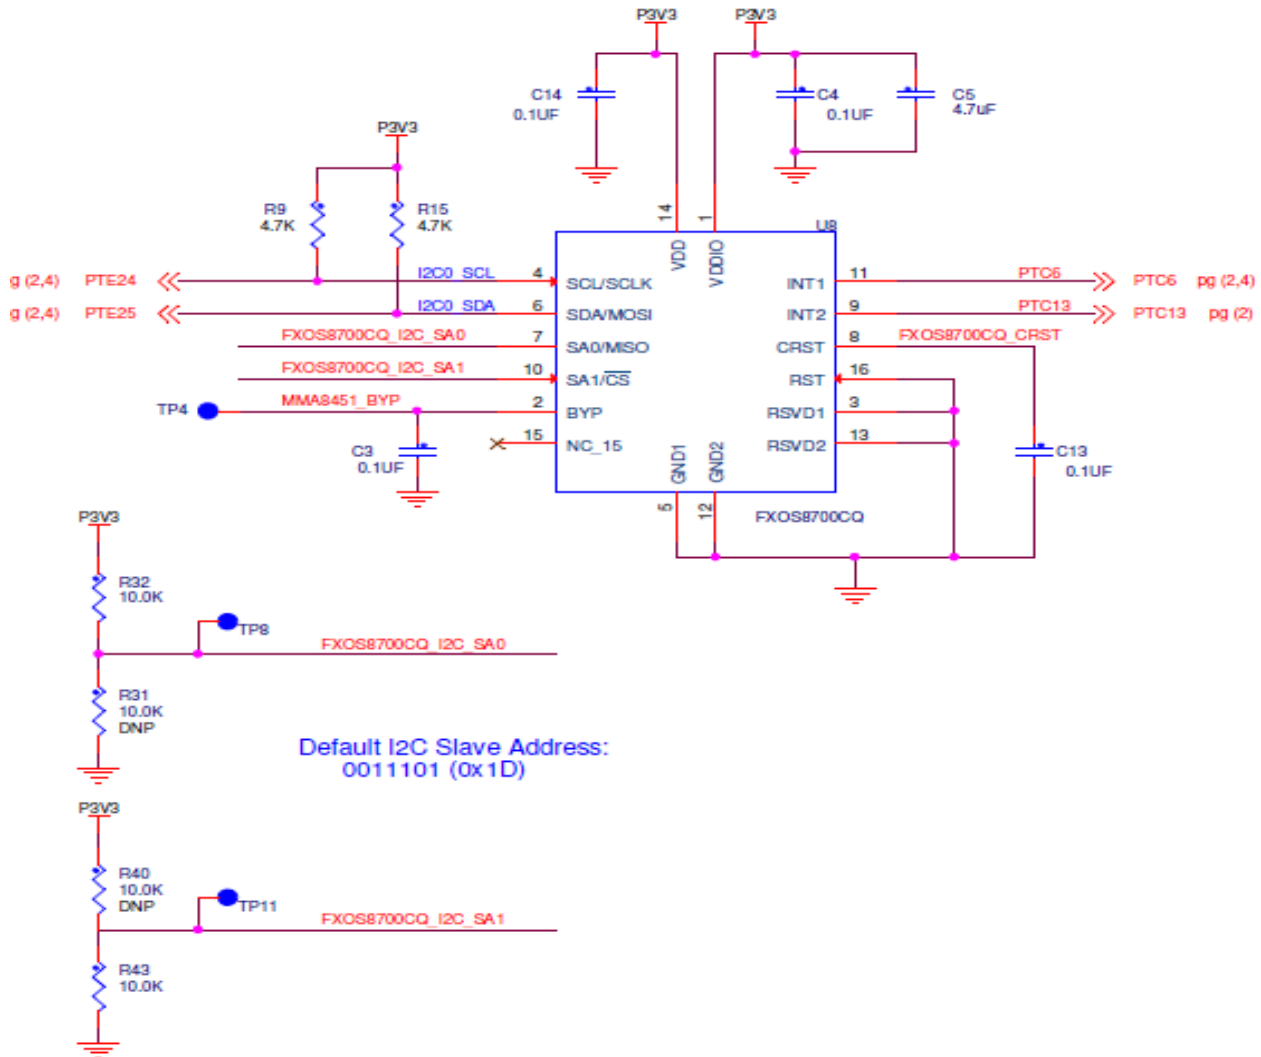 P3V3
P3V3
C14
0.1UF
C4
0.1UF
C5
4.7uF
P3V3
R9
4.7K
R15
4.7K
14
1
U8
VDD
VDDIO
g (2,4) PTE24
I2C0_SCL
4
SCL/SCLK
INT1
11
PTC6
PTC6 pg (2,4)
g (2,4) PTE25
I2C0_SDA
6
SDA/MOSI
INT2
9
PTC13
PTC13 pg (2)
FXOS8700CQ_I2C_SA0
7
SA0/MISO
CRST
8
FXOS8700CQ_CRST
FXOS8700CQ_I2C_SA1
10
SA1/CS
RST
16
TP4
MMA8451_BYP
2
BYP
RSVD1
3
15
NC_15
RSVD2
13
C3
0.1UF
GND1
GND2
C13
0.1UF
5
12
FXOS8700CQ
P3V3
R32
10.0K
TP8
FXOS8700CQ_I2C_SA0
R31
10.0K
DNP
Default I2C Slave Address:
0011101 (0x1D)
P3V3
R40
10.0K
DNP
TP11
FXOS8700CQ_I2C_SA1
R43
10.0K